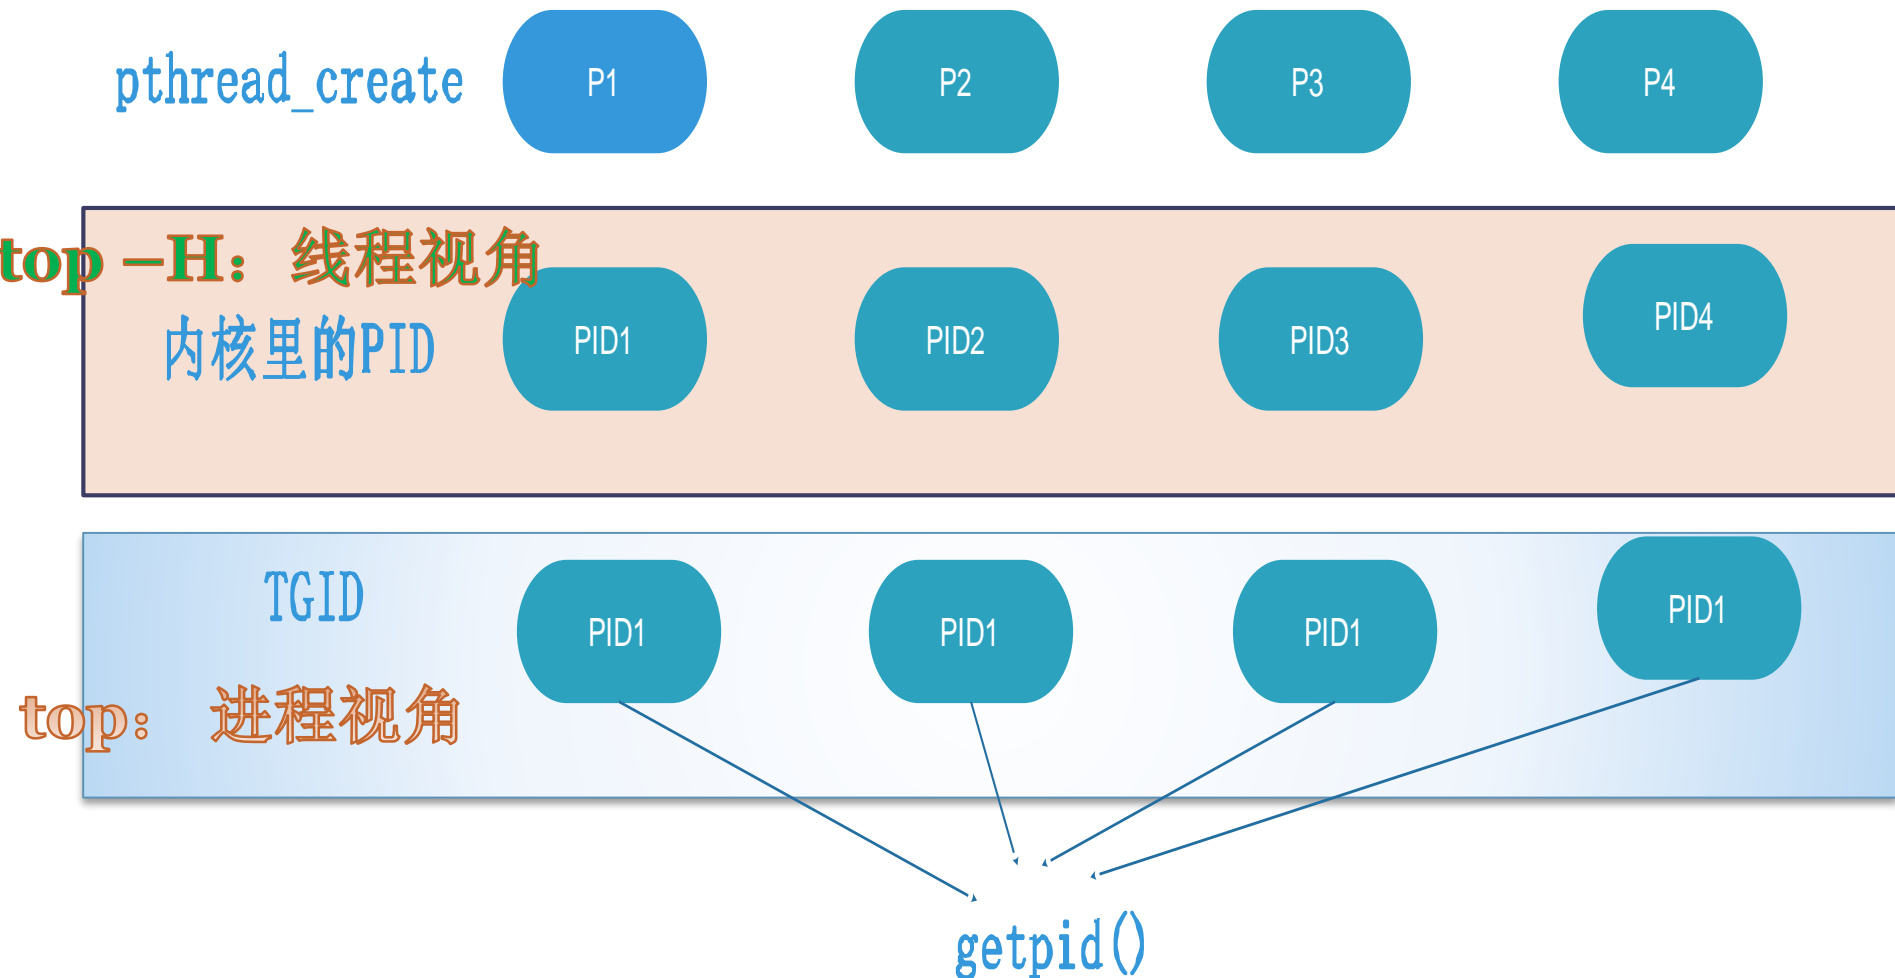 pthread_create P1 P2 P3 P4
top –H： 线程视角
内核里的PID PID1 PID2 PID3 PID4
TGID PID1 PID1 PID1 PID1
top： 进程视角
getpid()